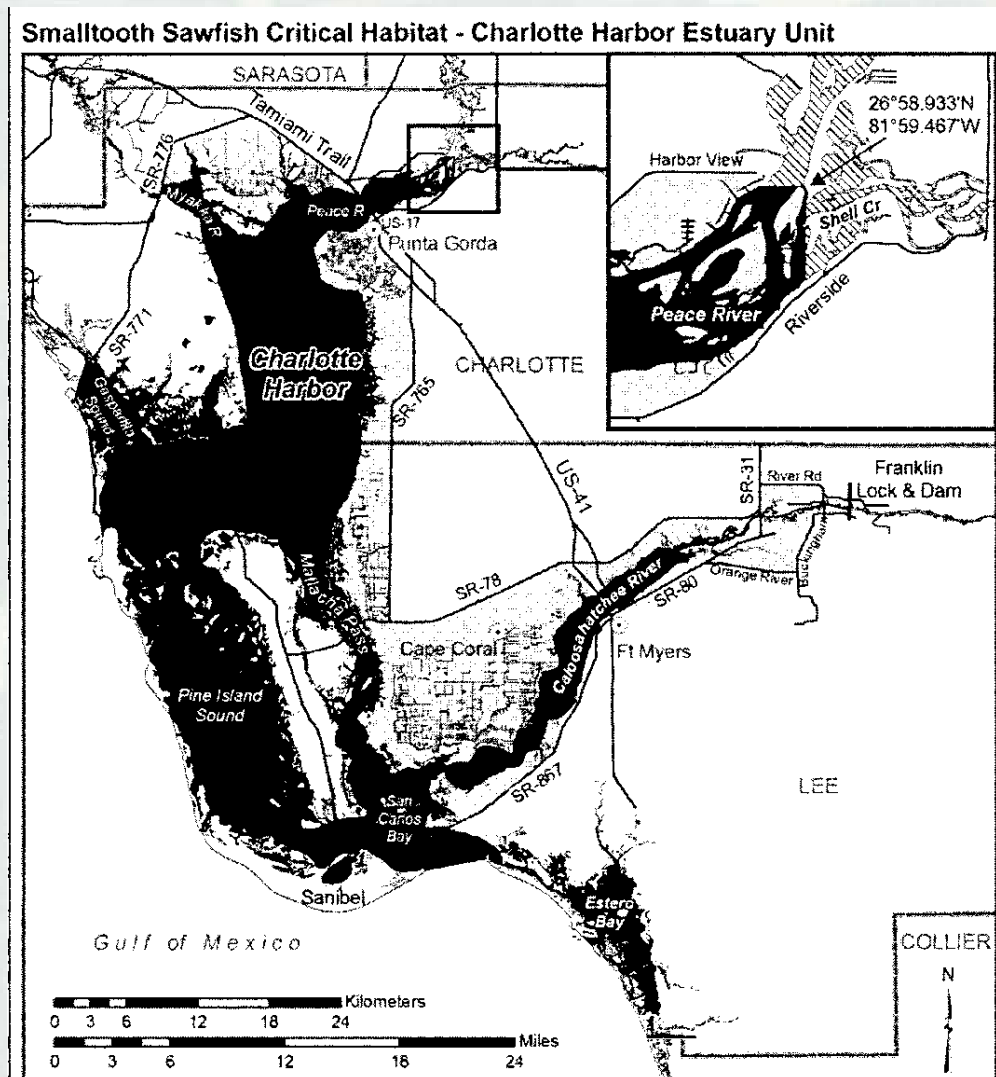 Smalltooth Sawfish Critical Habitat - Charlotte Harbor Estuary Unit
SARASOTA
Tamiami Trail
SR-776
Myakka R
Peace R
US-17
Punta Gorda
26°58.933'N
81°59.467'W
Harbor View
Shell Cr
Peace River
Riverside
SR-771
Charlotte
Harbor
CHARLOTTE
SR-765
Gasparilla
Sound
US-41
SR-31
River Rd
Franklin
Lock & Dam
Buckingham
Orange River
SR-78
SR-80
Matlacha Pass
Caloosahatchee River
Cape Coral
Ft Myers
Pine Island
Sound
SR-867
LEE
San
Carlos
Bay
Sanibel
Estero
Bay
Gulf of Mexico
COLLIER
N
Kilometers
0 3 6 12 18 24
Miles
0 3 6 12 18 24